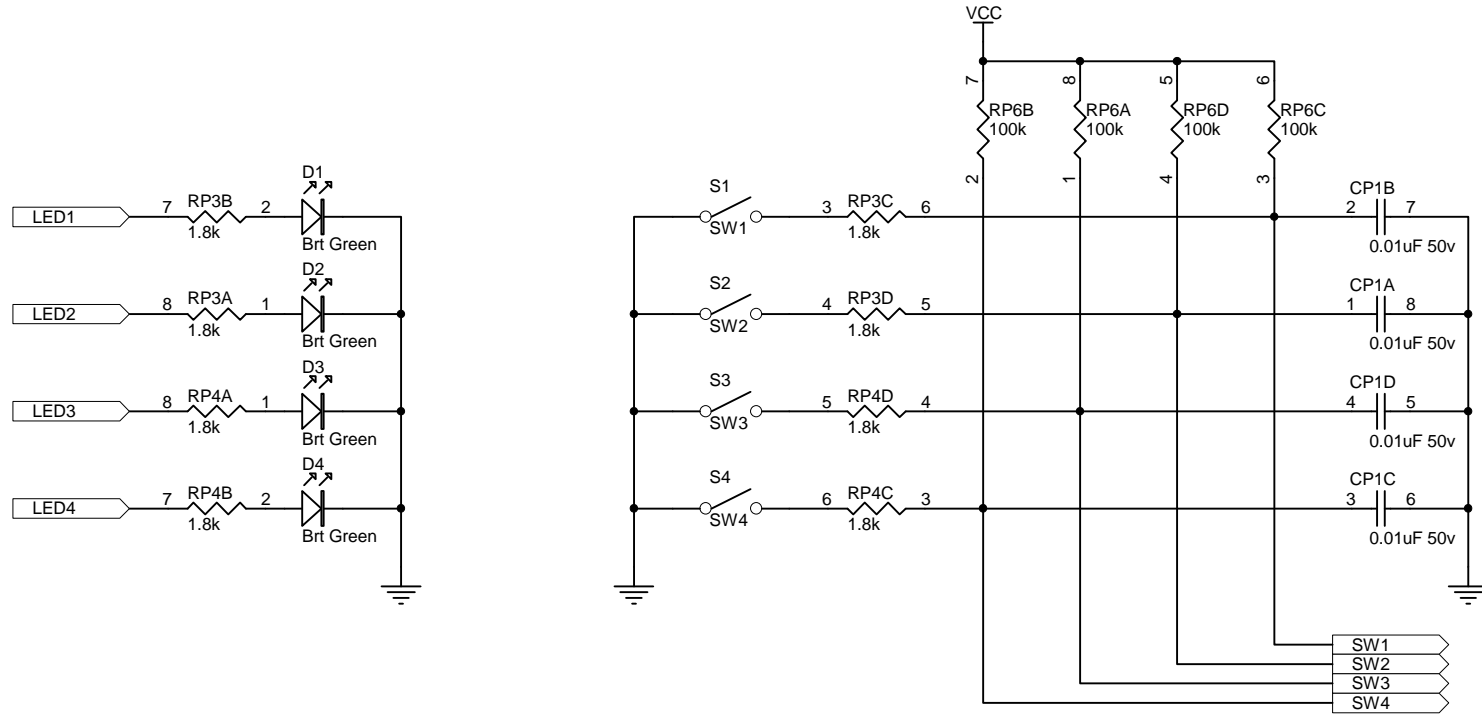 VCC
7
8
5
6
RP6B
100k
RP6A
100k
RP6D
100k
RP6C
100k
2
1
4
3
LED1
7
RP3B
1.8k
2
D1
Brt Green
LED2
8
RP3A
1.8k
1
D2
Brt Green
LED3
8
RP4A
1.8k
1
D3
Brt Green
LED4
7
RP4B
1.8k
2
D4
Brt Green
S1
SW1
3
RP3C
1.8k
6
CP1B
2
7
0.01uF 50v
S2
SW2
4
RP3D
1.8k
5
CP1A
1
8
0.01uF 50v
S3
SW3
5
RP4D
1.8k
4
CP1D
4
5
0.01uF 50v
S4
SW4
6
RP4C
1.8k
3
CP1C
3
6
0.01uF 50v
SW1
SW2
SW3
SW4